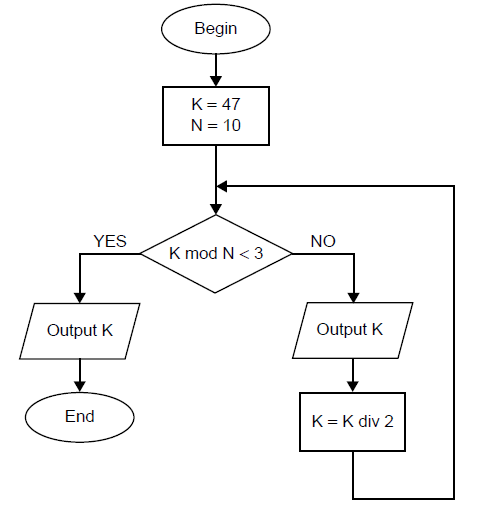 Begin
K = 47
N = 10
YES
K mod N < 3
NO
Output K
Output K
End
K = K div 2